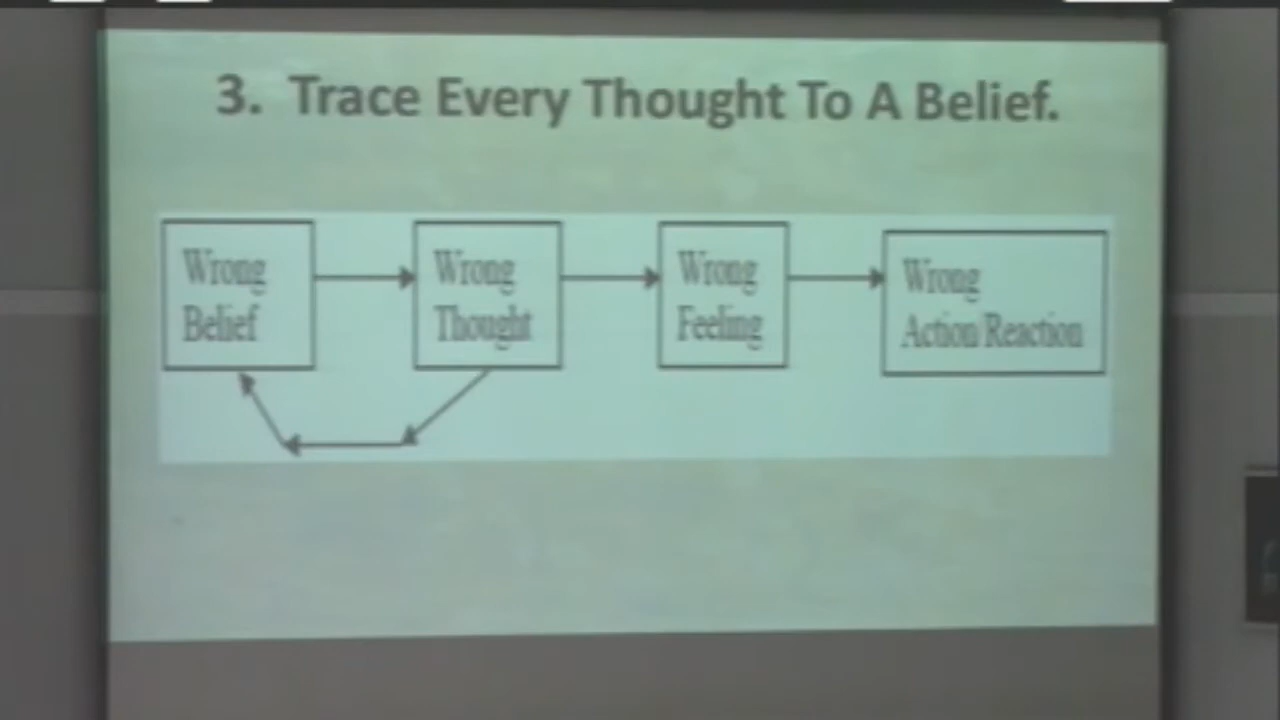 3. Trace Every Thought To A Belief.
Wrong
Belief
Wrong
Thought
Wrong
Feeling
Wrong
Action/Reaction